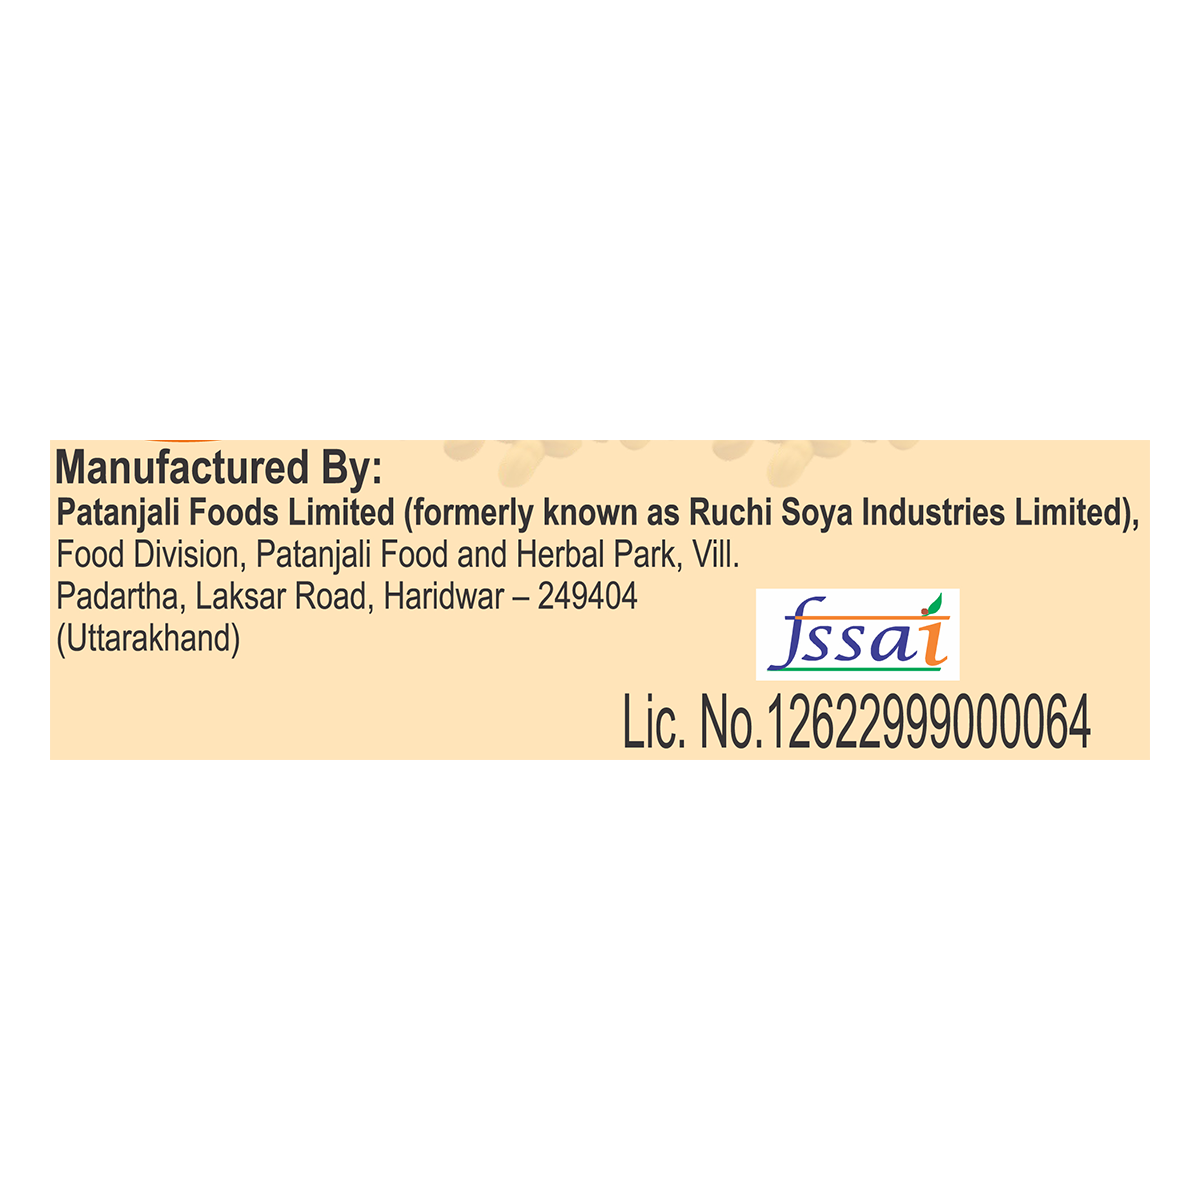 Manufactured By:
Patanjali Foods Limited (formerly known as Ruchi Soya Industries Limited),
Food Division, Patanjali Food and Herbal Park, Vill.
Padartha, Laksar Road, Haridwar – 249404
(Uttarakhand)
fssai
Lic. No.12622999000064